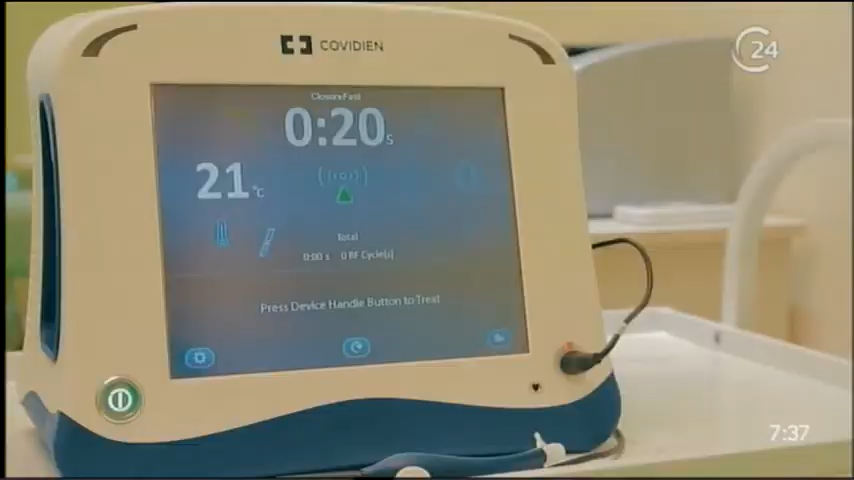 COVIDIEN
24
ClosureFast
0:20 s
21 °C
Total
0:00 s 0 RF Cycle(s)
Press Device Handle Button to Treat
7:37